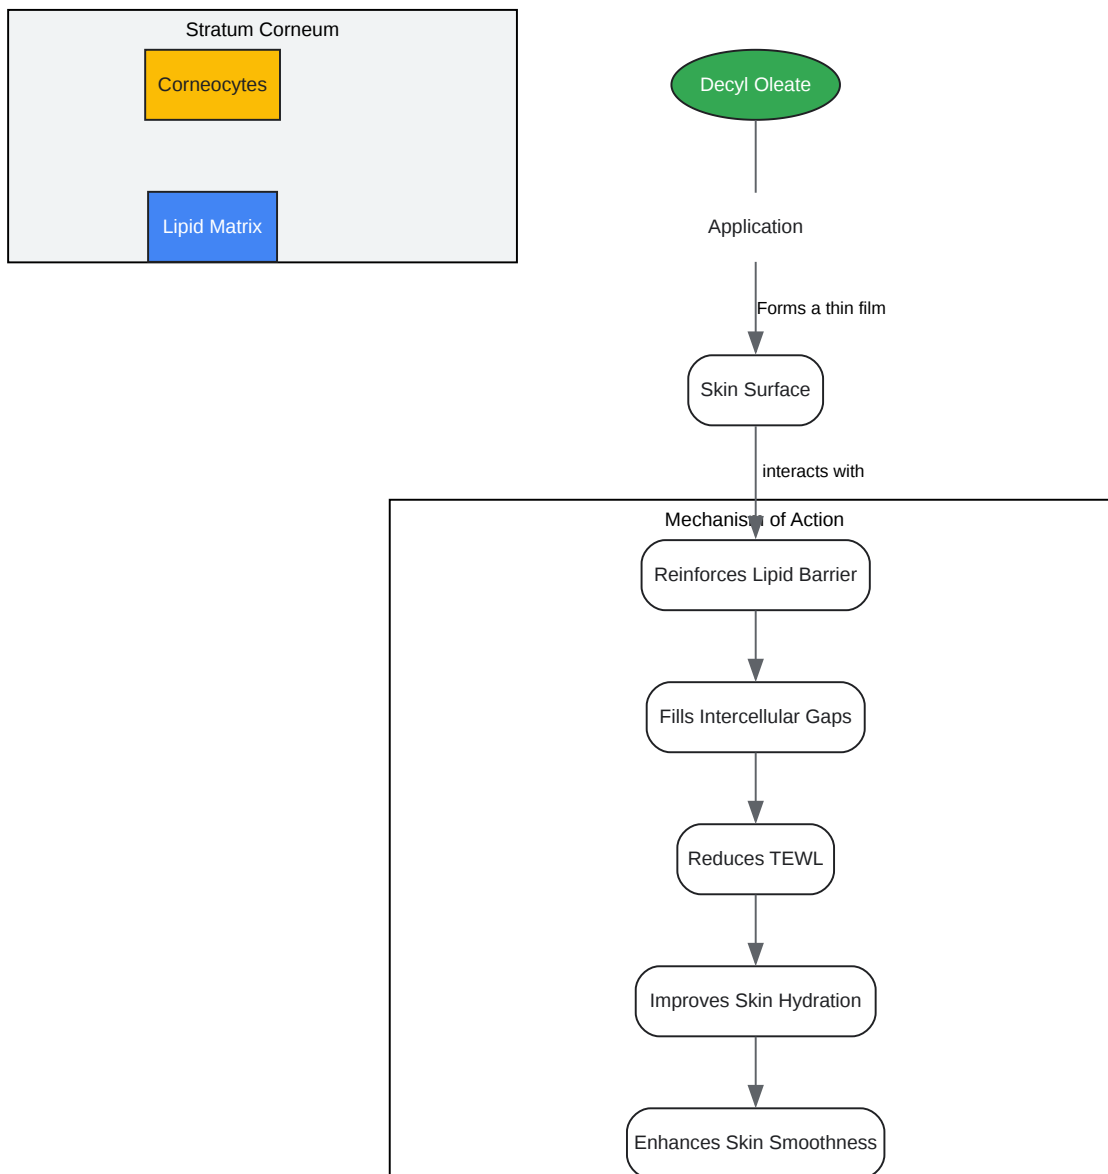 Stratum Corneum
Corneocytes
Lipid Matrix
Decyl Oleate
Application
Forms a thin film
Skin Surface
interacts with
Mechanism of Action
Reinforces Lipid Barrier
Fills Intercellular Gaps
Reduces TEWL
Improves Skin Hydration
Enhances Skin Smoothness